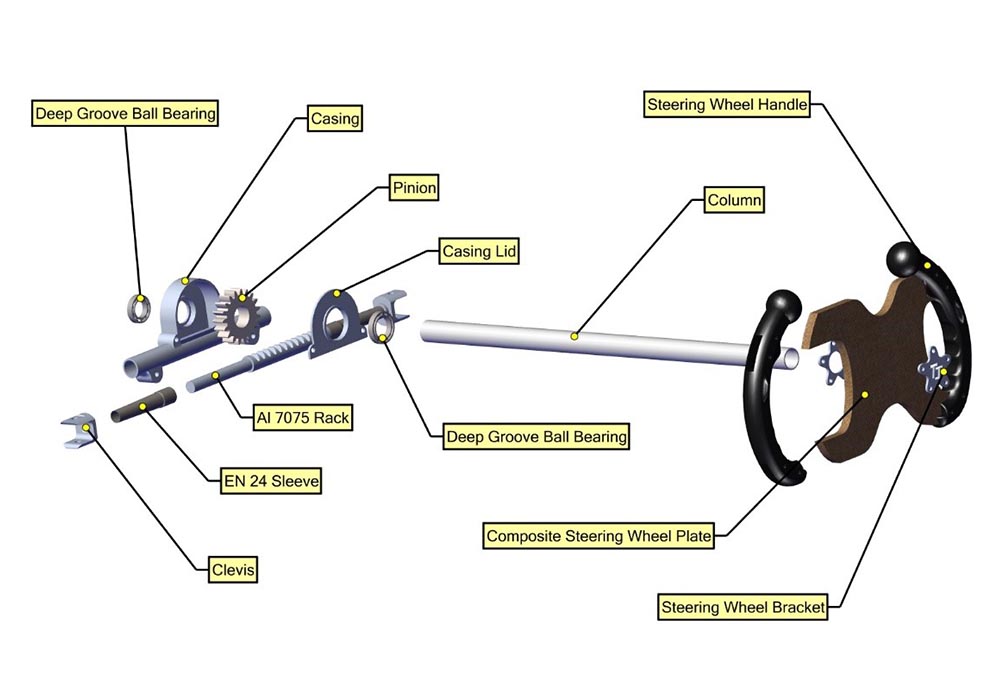 Steering Wheel Handle
Deep Groove Ball Bearing
Casing
Pinion
Column
Casing Lid
Al 7075 Rack
Deep Groove Ball Bearing
EN 24 Sleeve
Composite Steering Wheel Plate
Clevis
Steering Wheel Bracket